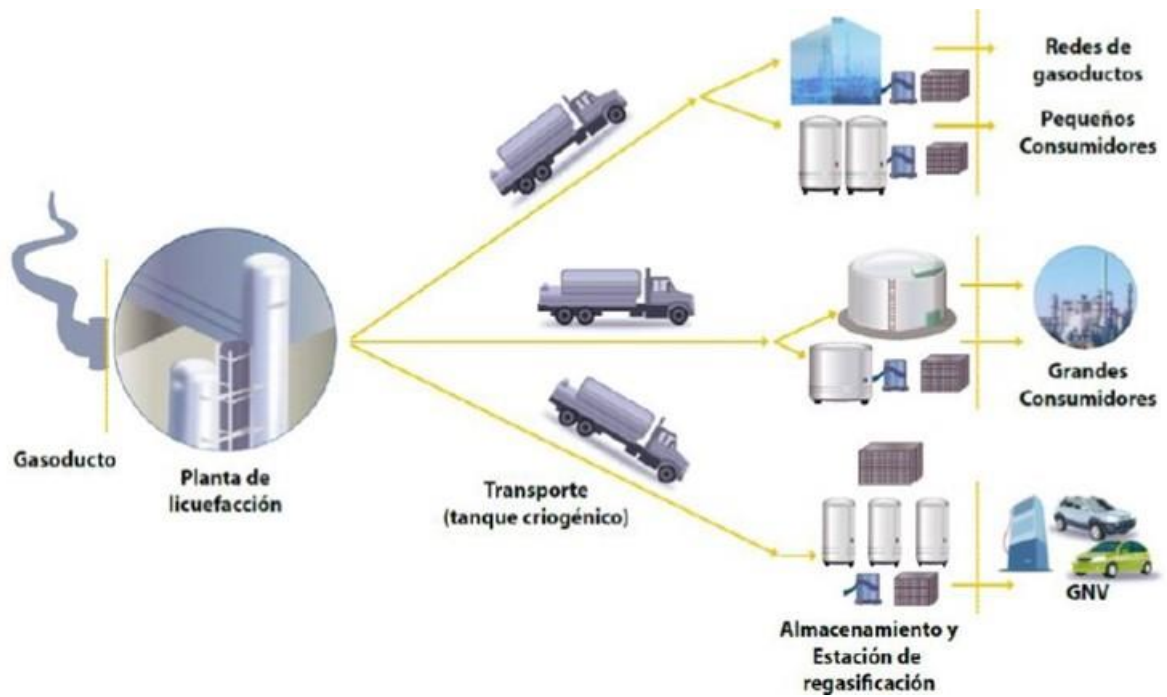 Redes de
gasoductos
Pequeños
Consumidores
Grandes
Consumidores
Gasoducto
Planta de
licuefacción
Transporte
(tanque criogénico)
GNV
Almacenamiento y
Estación de
regasificación